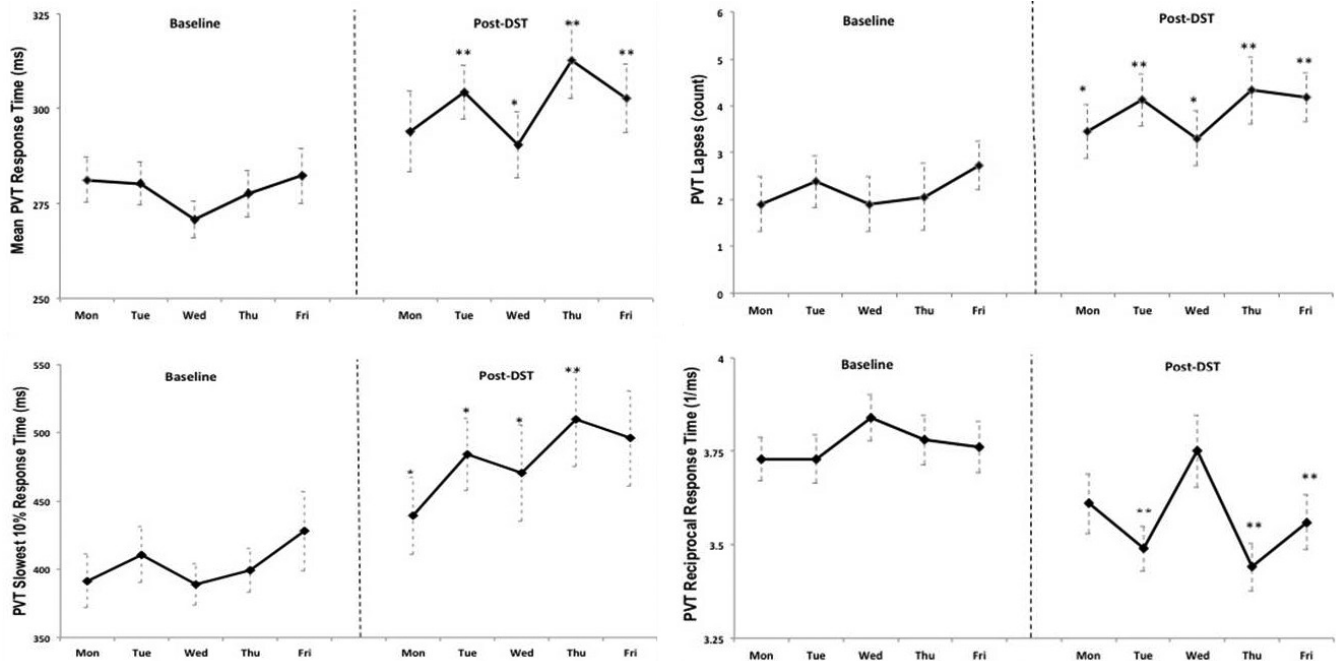 Mean PVT Response Time (ms)
325
300
275
250
Baseline
Post-DST
**
*
**
**
Mon Tue Wed Thu Fri Mon Tue Wed Thu Fri
PVT Lapses (count)
6
5
4
3
2
1
0
Baseline
Post-DST
*
**
*
**
**
Mon Tue Wed Thu Fri Mon Tue Wed Thu Fri
PVT Slowest 10% Response Time (ms)
550
500
450
400
350
Baseline
Post-DST
*
*
*
**
Mon Tue Wed Thu Fri Mon Tue Wed Thu Fri
PVT Reciprocal Response Time (1/ms)
4
3.75
3.5
3.25
Baseline
Post-DST
**
**
**
Mon Tue Wed Thu Fri Mon Tue Wed Thu Fri